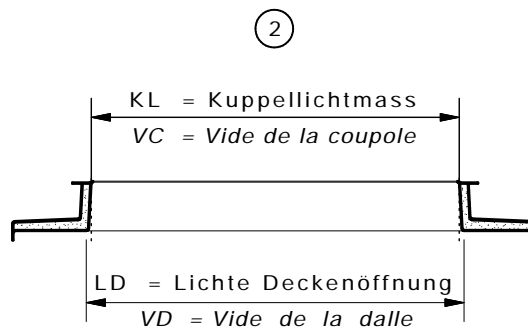 2
KL = Kuppellichtmass
VC = Vide de la coupole
LD = Lichte Deckenöffnung
VD = Vide de la dalle